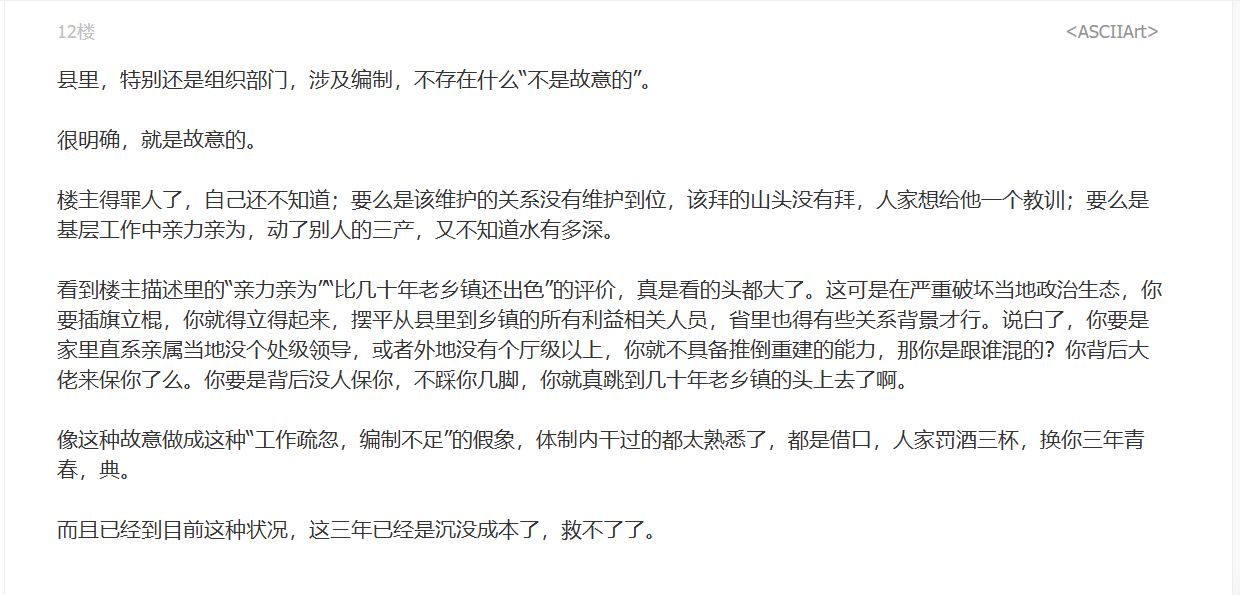 12楼
<ASCIIArt>
县里，特别还是组织部门，涉及编制，不存在什么“不是故意的”。
很明确，就是故意的。
楼主得罪人了，自己还不知道；要么是该维护的关系没有维护到位，该拜的山头没有拜，人家想给他一个教训；要么是
基层工作中亲力亲为，动了别人的三产，又不知道水有多深。
看到楼主描述里的“亲力亲为”“比几十年老乡镇还出色”的评价，真是看的头都大了。这可是在严重破坏当地政治生态，你
要插旗立棍，你就得立得起来，摆平从县里到乡镇的所有利益相关人员，省里也得有些关系背景才行。说白了，你要是
家里直系亲属当地没个处级领导，或者外地没有个厅级以上，你就不具备推倒重建的能力，那你是跟谁混的？你背后大
佬来保你了么。你要是背后没人保你，不踩你几脚，你就真跳到几十年老乡镇的头上去了啊。
像这种故意做成这种“工作疏忽，编制不足”的假象，体制内干过的都太熟悉了，都是借口，人家罚酒三杯，换你三年青
春，典。
而且已经到目前这种状况，这三年已经是沉没成本了，救不了了。